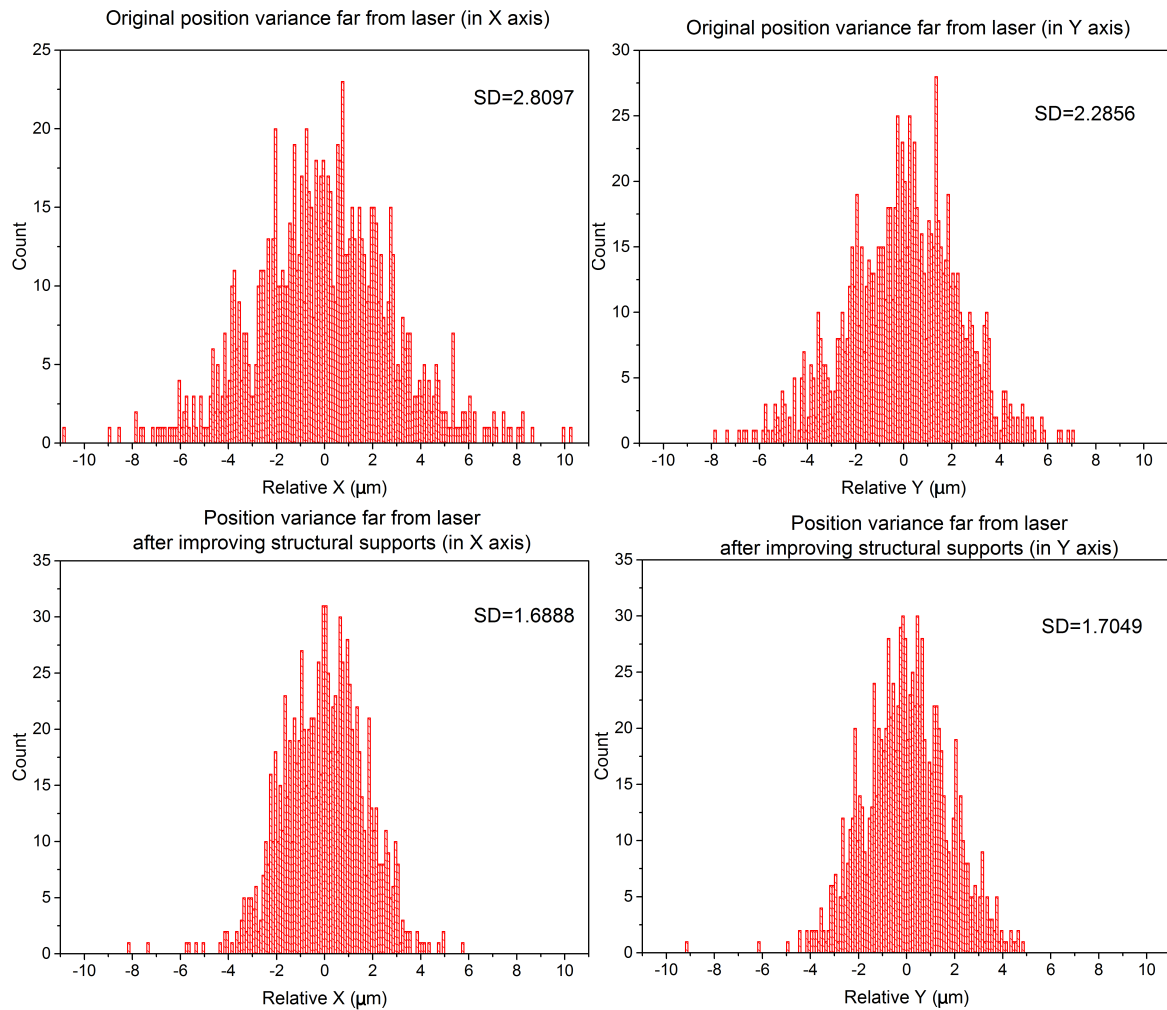 Original position variance far from laser (in X axis)
25
20
15
10
5
0
Count
SD=2.8097
-10 -8 -6 -4 -2 0 2 4 6 8 10
Relative X (μm)
Original position variance far from laser (in Y axis)
30
25
20
15
10
5
0
Count
SD=2.2856
-10 -8 -6 -4 -2 0 2 4 6 8 10
Relative Y (μm)
Position variance far from laser
after improving structural supports (in X axis)
35
30
25
20
15
10
5
0
Count
SD=1.6888
-10 -8 -6 -4 -2 0 2 4 6 8 10
Relative X (μm)
Position variance far from laser
after improving structural supports (in Y axis)
35
30
25
20
15
10
5
0
Count
SD=1.7049
-10 -8 -6 -4 -2 0 2 4 6 8 10
Relative Y (μm)